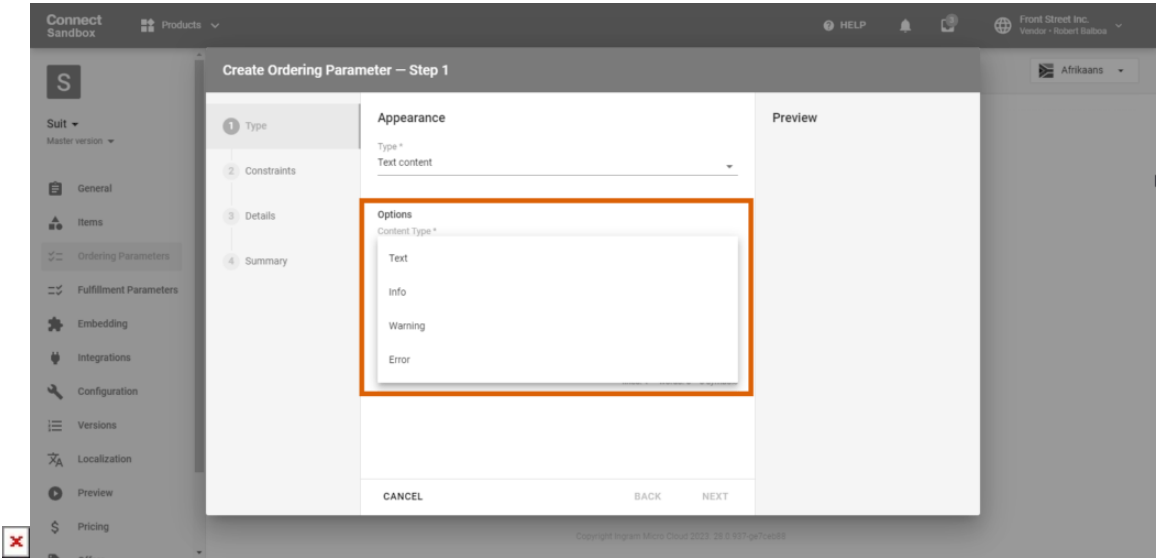 Connect
Sandbox
Products
HELP
3
Front Street Inc.
Vendor - Robert Balboa
Afrikaans
S
Suit
Master version
General
Items
Ordering Parameters
Fulfillment Parameters
Embedding
Integrations
Configuration
Versions
Localization
Preview
Pricing
Create Ordering Parameter — Step 1
1 Type
2 Constraints
3 Details
4 Summary
Appearance
Type *
Text content
Options
Content Type *
Text
Info
Warning
Error
CANCEL
BACK
NEXT
Preview
Copyright Ingram Micro Cloud 2023.